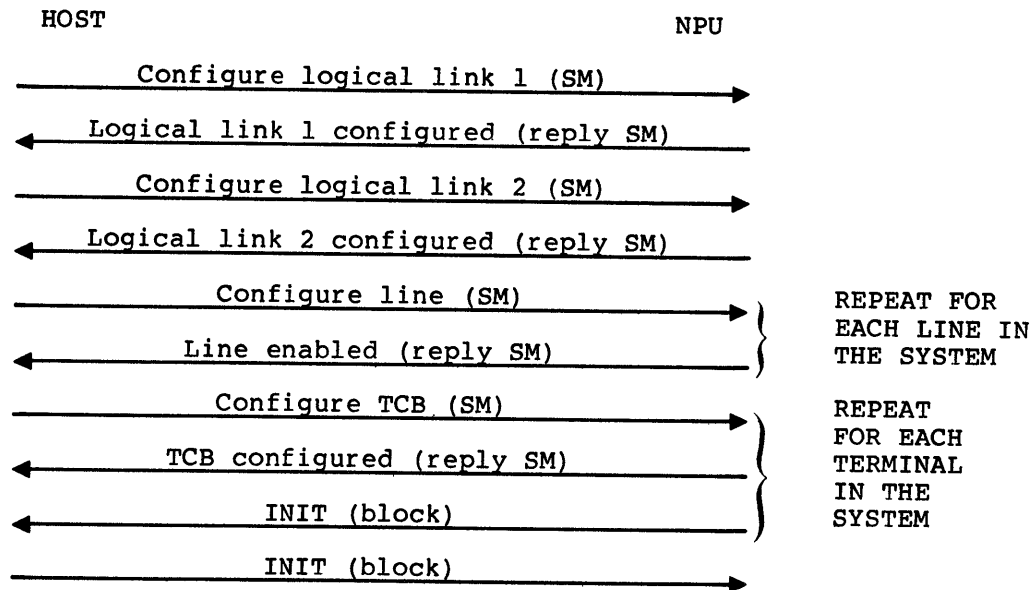 HOST
NPU
Configure logical link 1 (SM)
Logical link 1 configured (reply SM)
Configure logical link 2 (SM)
Logical link 2 configured (reply SM)
Configure line (SM)
Line enabled (reply SM)
REPEAT FOR
EACH LINE IN
THE SYSTEM
Configure TCB (SM)
TCB configured (reply SM)
INIT (block)
REPEAT
FOR EACH
TERMINAL
IN THE
SYSTEM
INIT (block)